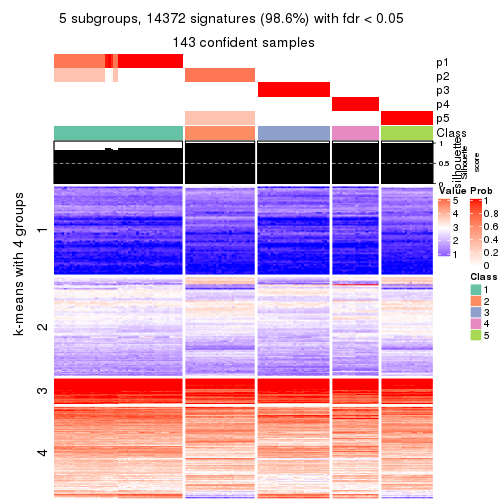 5 subgroups, 14372 signatures (98.6%) with fdr < 0.05
143 confident samples
p1
p2
p3
p4
p5
Class
1
0.5
0
silhouette
Silhouette
score
k-means with 4 groups
1
2
3
4
Value
5
4
3
2
1
Prob
1
0.8
0.6
0.4
0.2
0
Class
1
2
3
4
5